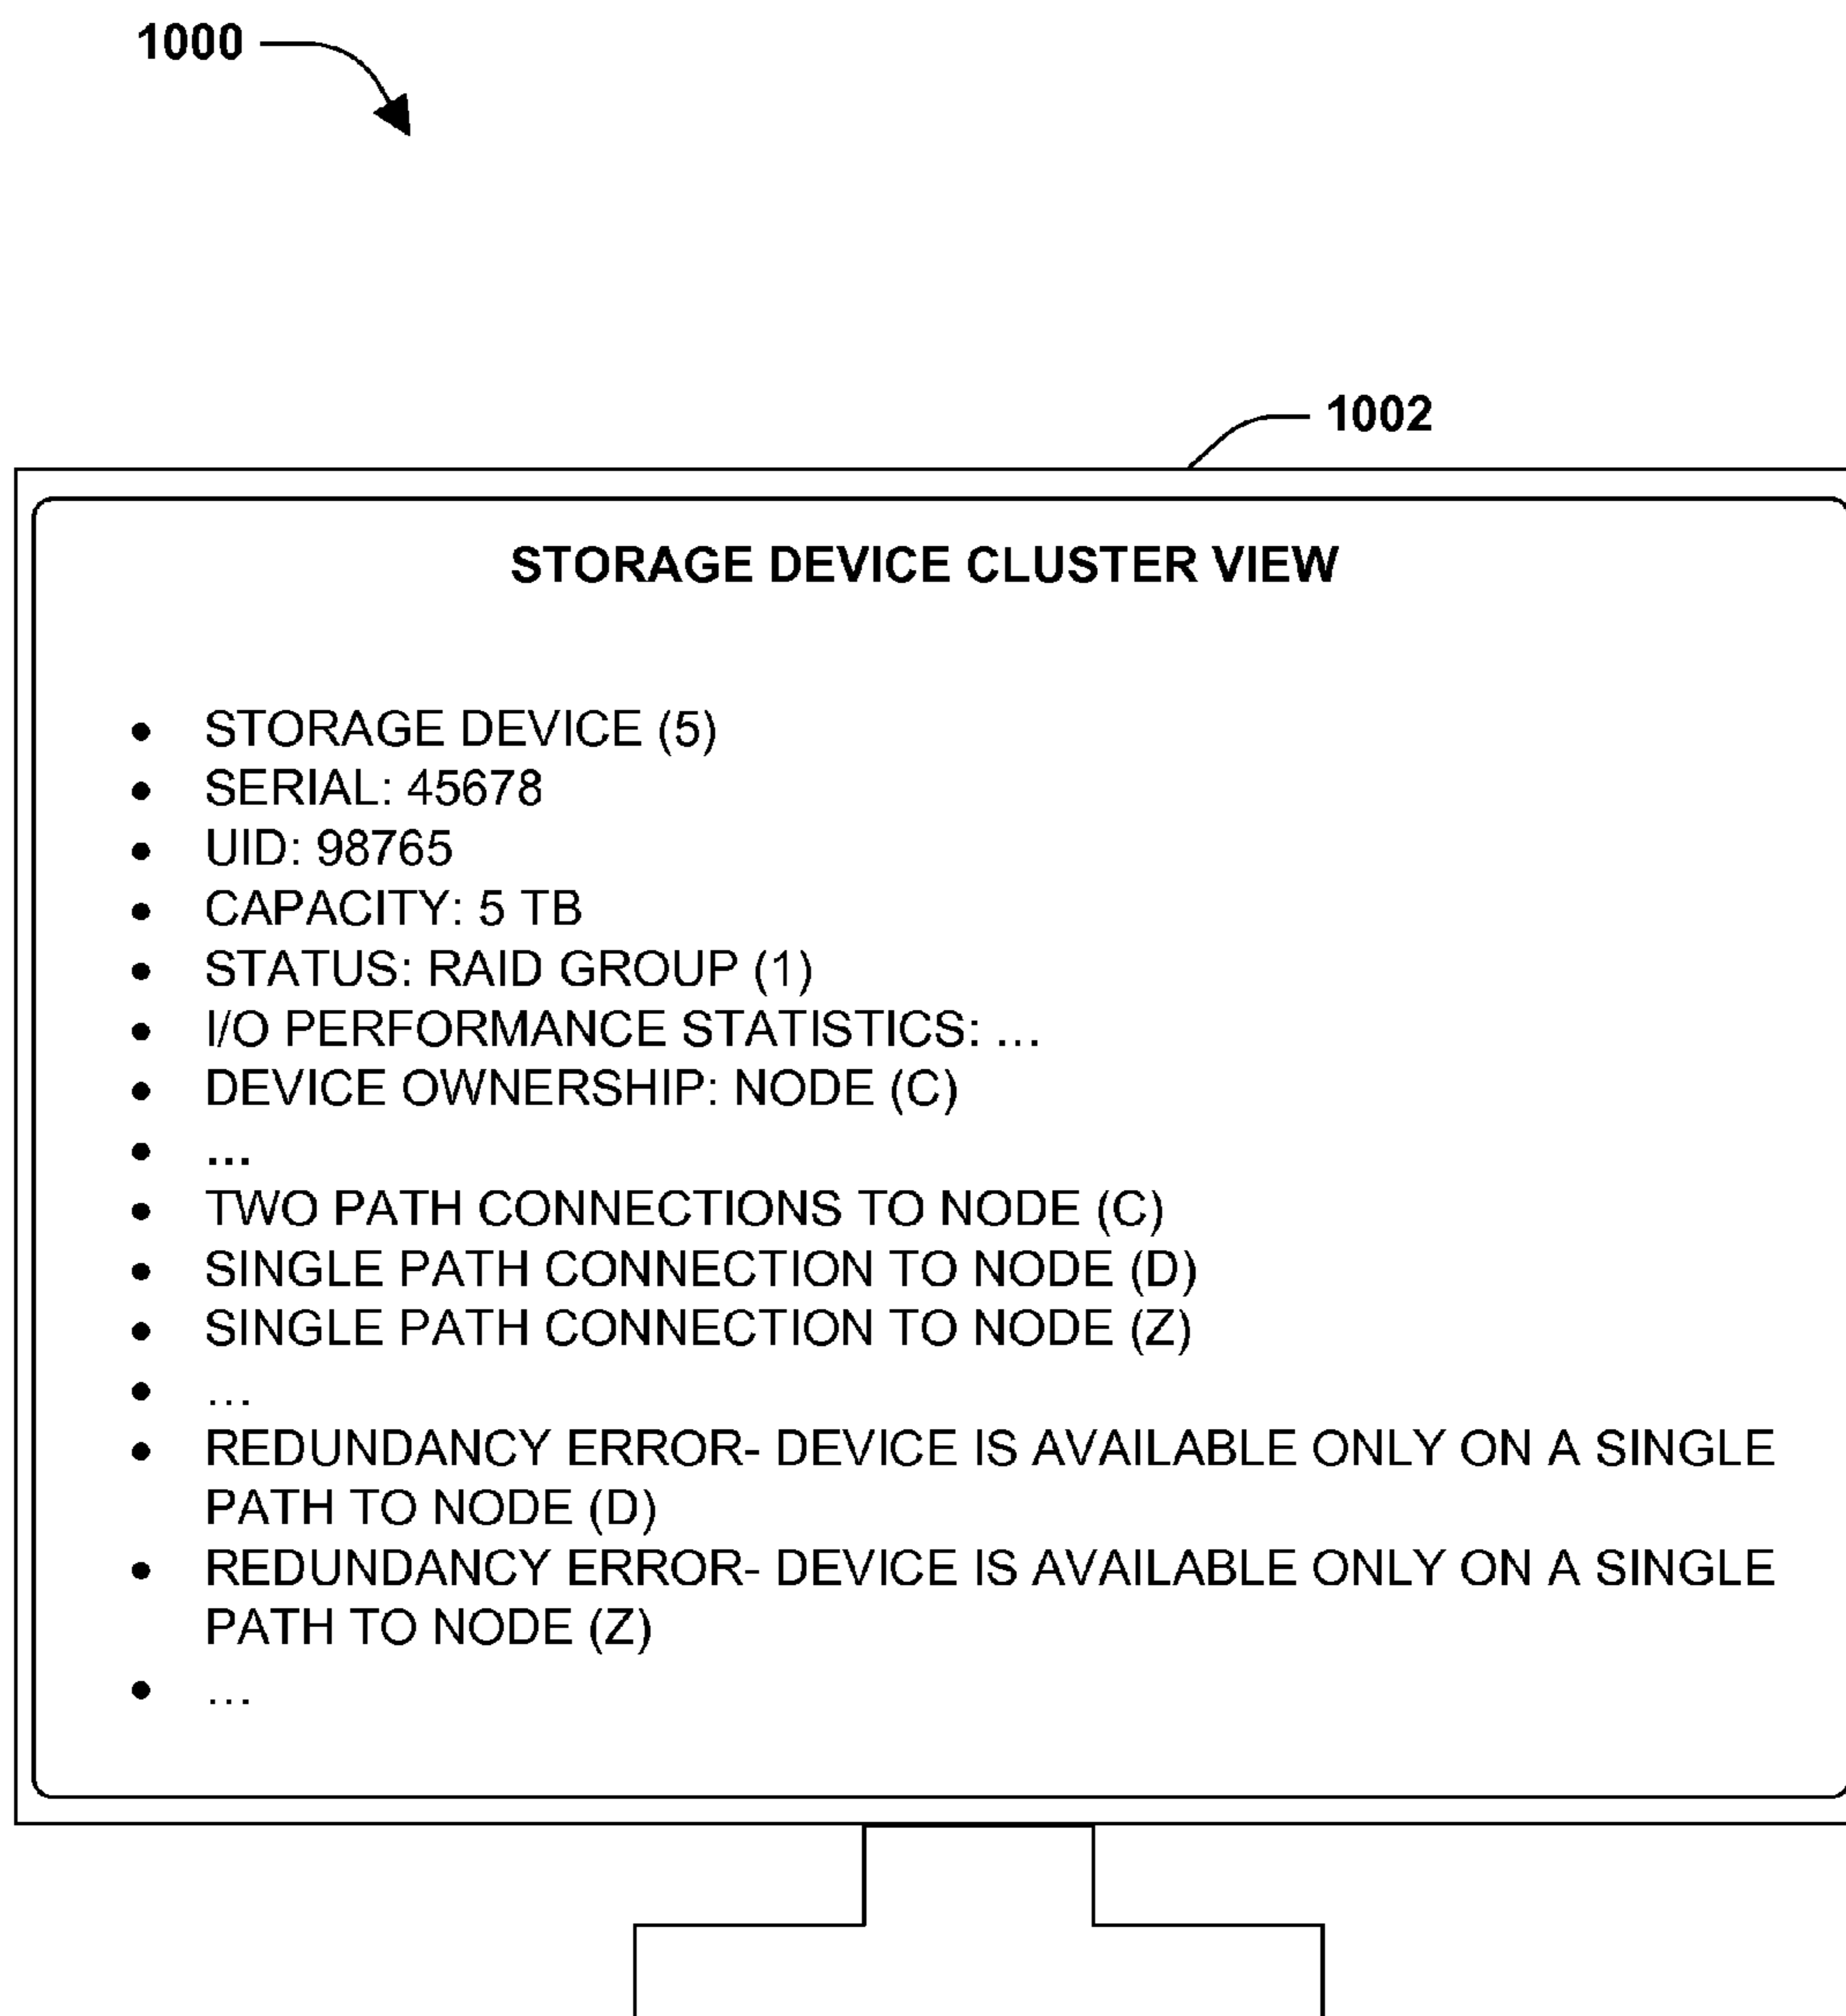 1000
1002
STORAGE DEVICE CLUSTER VIEW
• STORAGE DEVICE (5)
• SERIAL: 45678
• UID: 98765
• CAPACITY: 5 TB
• STATUS: RAID GROUP (1)
• I/O PERFORMANCE STATISTICS: ...
• DEVICE OWNERSHIP: NODE (C)
• ...
• TWO PATH CONNECTIONS TO NODE (C)
• SINGLE PATH CONNECTION TO NODE (D)
• SINGLE PATH CONNECTION TO NODE (Z)
• ...
• REDUNDANCY ERROR- DEVICE IS AVAILABLE ONLY ON A SINGLE
PATH TO NODE (D)
• REDUNDANCY ERROR- DEVICE IS AVAILABLE ONLY ON A SINGLE
PATH TO NODE (Z)
• ...